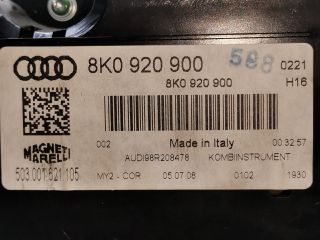 8K0 920 900 588 0221
8K0 920 900 H16
002 Made in Italy 00:32:57
MAGNETI
MARELLI
AUDI98R208478 KOMBIINSTRUMENT
503.001.621.105
MY2 - COR 05.07.08 0102 1930